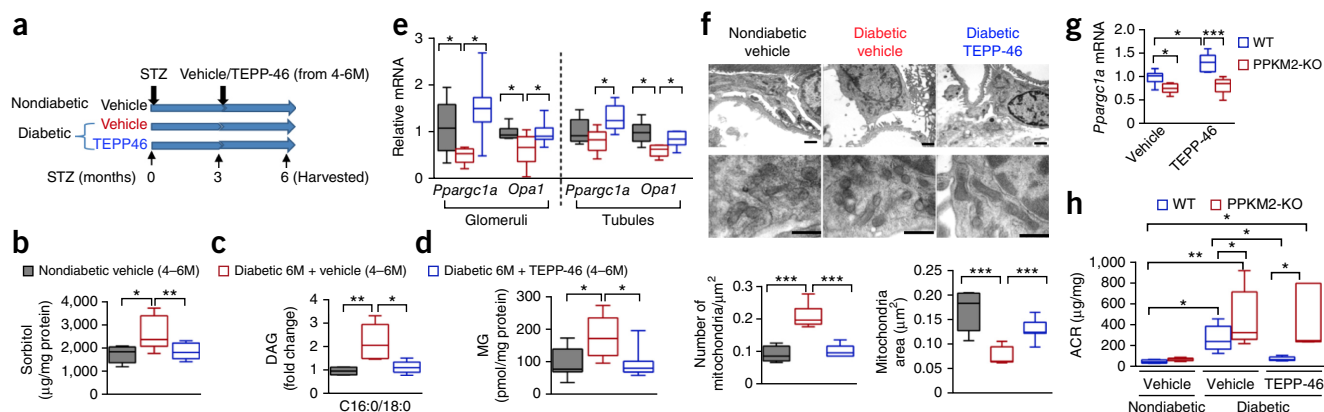 a
STZ
Vehicle/TEPP-46 (from 4-6M)
Nondiabetic
Vehicle
Diabetic
Vehicle
TEPP46
STZ (months) 0 3 6 (Harvested)
b
Sorbitol
(µg/mg protein)
4,000
3,000
2,000
1,000
0
* **
Nondiabetic vehicle (4–6M)
Diabetic 6M + vehicle (4–6M)
Diabetic 6M + TEPP-46 (4–6M)
c
DAG
(fold change)
4
3
2
1
0
** *
C16:0/18:0
d
MG
(pmol/mg protein)
300
200
100
0
* *
e
Relative mRNA
3
2
1
0
* *
* *
*
* *
Ppargc1a Opa1 Ppargc1a Opa1
Glomeruli Tubules
f
Nondiabetic
vehicle
Diabetic
vehicle
Diabetic
TEPP-46
Number of
mitochondria/µm²
0.3
0.2
0.1
0
*** ***
Mitochondria
area (µm²)
0.25
0.20
0.15
0.10
0.05
0
*** ***
g
Ppargc1a mRNA
2.0
1.5
1.0
0.5
* * ***
WT
PPKM2-KO
Vehicle
TEPP-46
h
WT
PPKM2-KO
ACR (µg/mg)
1,000
800
600
400
200
0
*
*
** * *
*
Vehicle Vehicle TEPP-46
Nondiabetic Diabetic